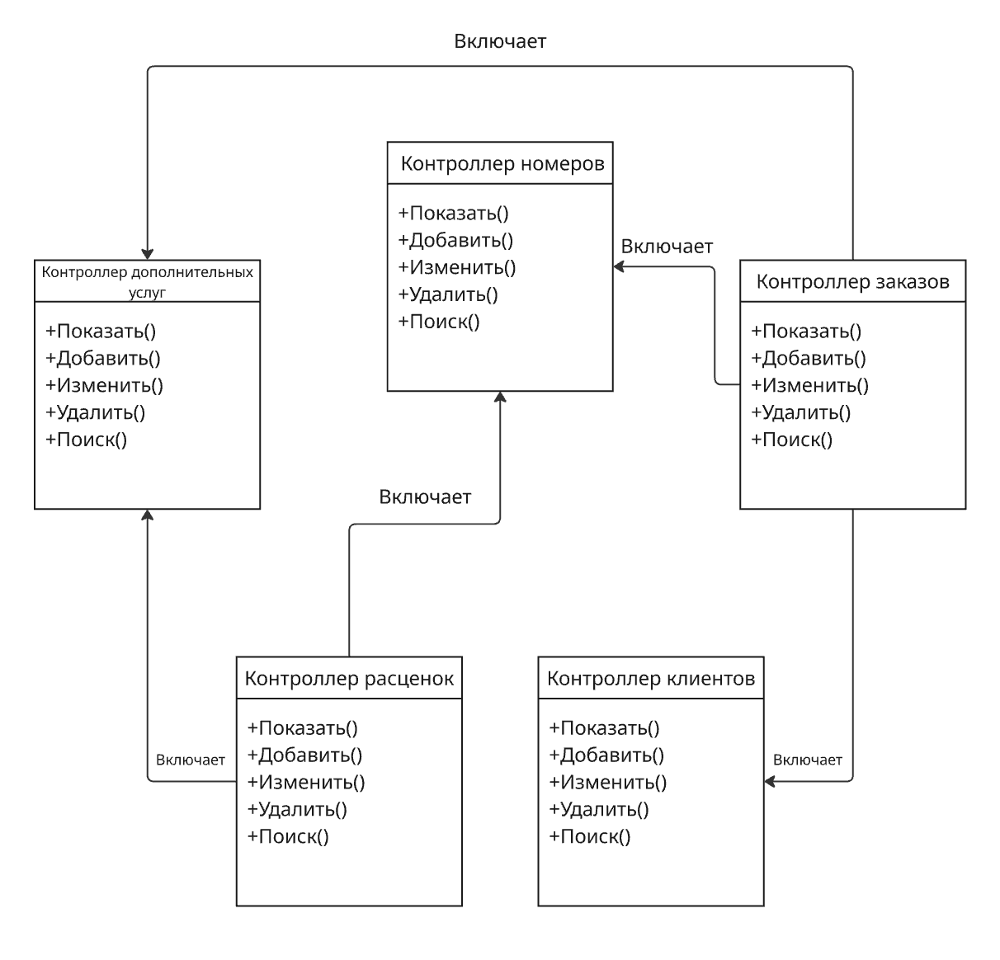 Включает
Контроллер номеров
+Показать()
+Добавить()
+Изменить()
+Удалить()
+Поиск()
Включает
Контроллер дополнительных
услуг
+Показать()
+Добавить()
+Изменить()
+Удалить()
+Поиск()
Контроллер заказов
+Показать()
+Добавить()
+Изменить()
+Удалить()
+Поиск()
Включает
Контроллер расценок
+Показать()
+Добавить()
+Изменить()
+Удалить()
+Поиск()
Включает
Контроллер клиентов
+Показать()
+Добавить()
+Изменить()
+Удалить()
+Поиск()
Включает